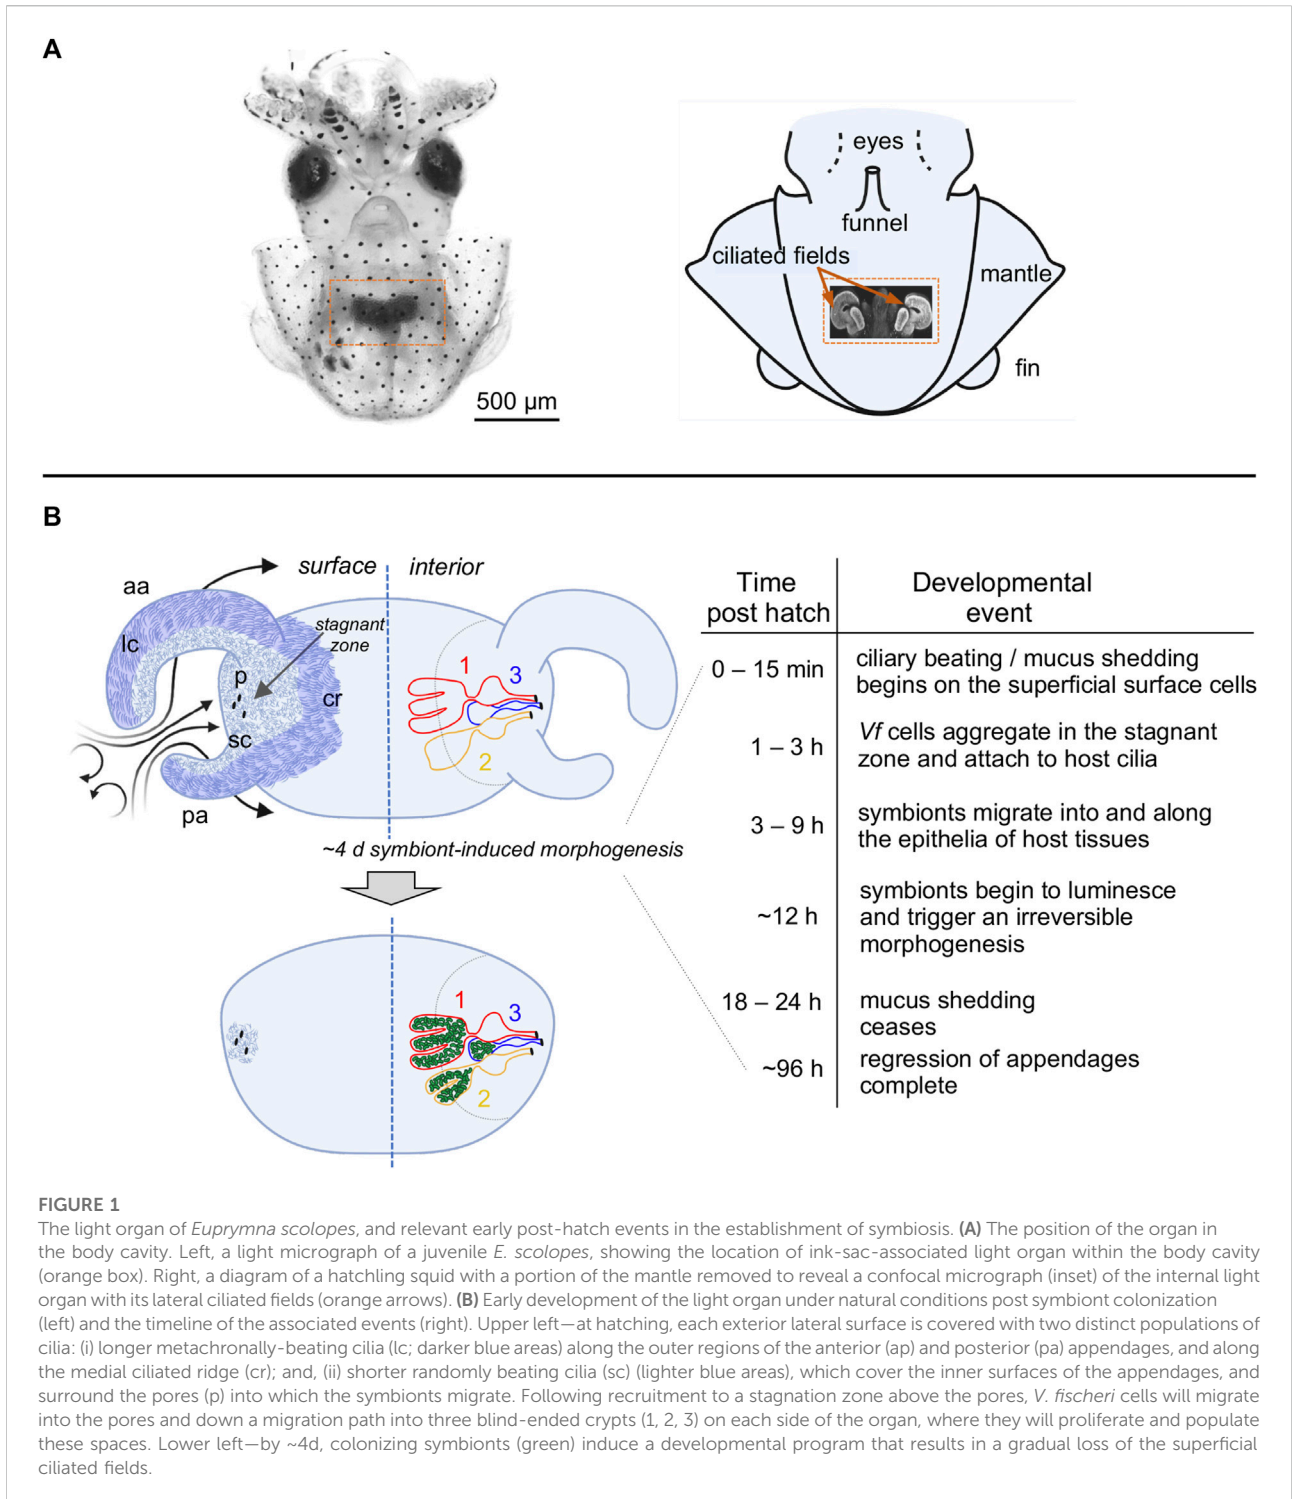 A
500 µm
eyes
funnel
ciliated fields
mantle
fin
B
surface
interior
aa
lc
stagnant
zone
p
cr
sc
pa
1
3
2
~4 d symbiont-induced morphogenesis
1
3
2
Time
post hatch
Developmental
event
0 – 15 min
ciliary beating / mucus shedding
begins on the superficial surface cells
1 – 3 h
Vf cells aggregate in the stagnant
zone and attach to host cilia
3 – 9 h
symbionts migrate into and along
the epithelia of host tissues
~12 h
symbionts begin to luminesce
and trigger an irreversible
morphogenesis
18 – 24 h
mucus shedding
ceases
~96 h
regression of appendages
complete
FIGURE 1
The light organ of Euprymna scolopes, and relevant early post-hatch events in the establishment of symbiosis. (A) The position of the organ in
the body cavity. Left, a light micrograph of a juvenile E. scolopes, showing the location of ink-sac-associated light organ within the body cavity
(orange box). Right, a diagram of a hatchling squid with a portion of the mantle removed to reveal a confocal micrograph (inset) of the internal light
organ with its lateral ciliated fields (orange arrows). (B) Early development of the light organ under natural conditions post symbiont colonization
(left) and the timeline of the associated events (right). Upper left—at hatching, each exterior lateral surface is covered with two distinct populations of
cilia: (i) longer metachronally-beating cilia (lc; darker blue areas) along the outer regions of the anterior (ap) and posterior (pa) appendages, and along
the medial ciliated ridge (cr); and, (ii) shorter randomly beating cilia (sc) (lighter blue areas), which cover the inner surfaces of the appendages, and
surround the pores (p) into which the symbionts migrate. Following recruitment to a stagnation zone above the pores, V. fischeri cells will migrate
into the pores and down a migration path into three blind-ended crypts (1, 2, 3) on each side of the organ, where they will proliferate and populate
these spaces. Lower left—by ~4d, colonizing symbionts (green) induce a developmental program that results in a gradual loss of the superficial
ciliated fields.